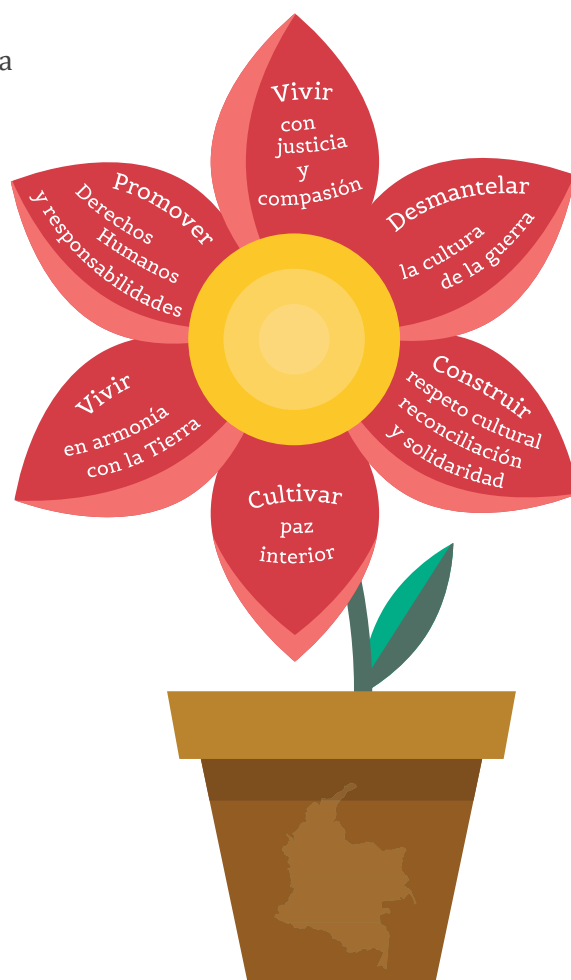 a
Vivir
con
justicia
y
compasión
Desmantelar
la cultura
de la guerra
Construir
respeto cultural
reconciliación
y solidaridad
Cultivar
paz
interior
Vivir
en armonía
con la Tierra
Promover
Derechos
Humanos
y responsabilidades